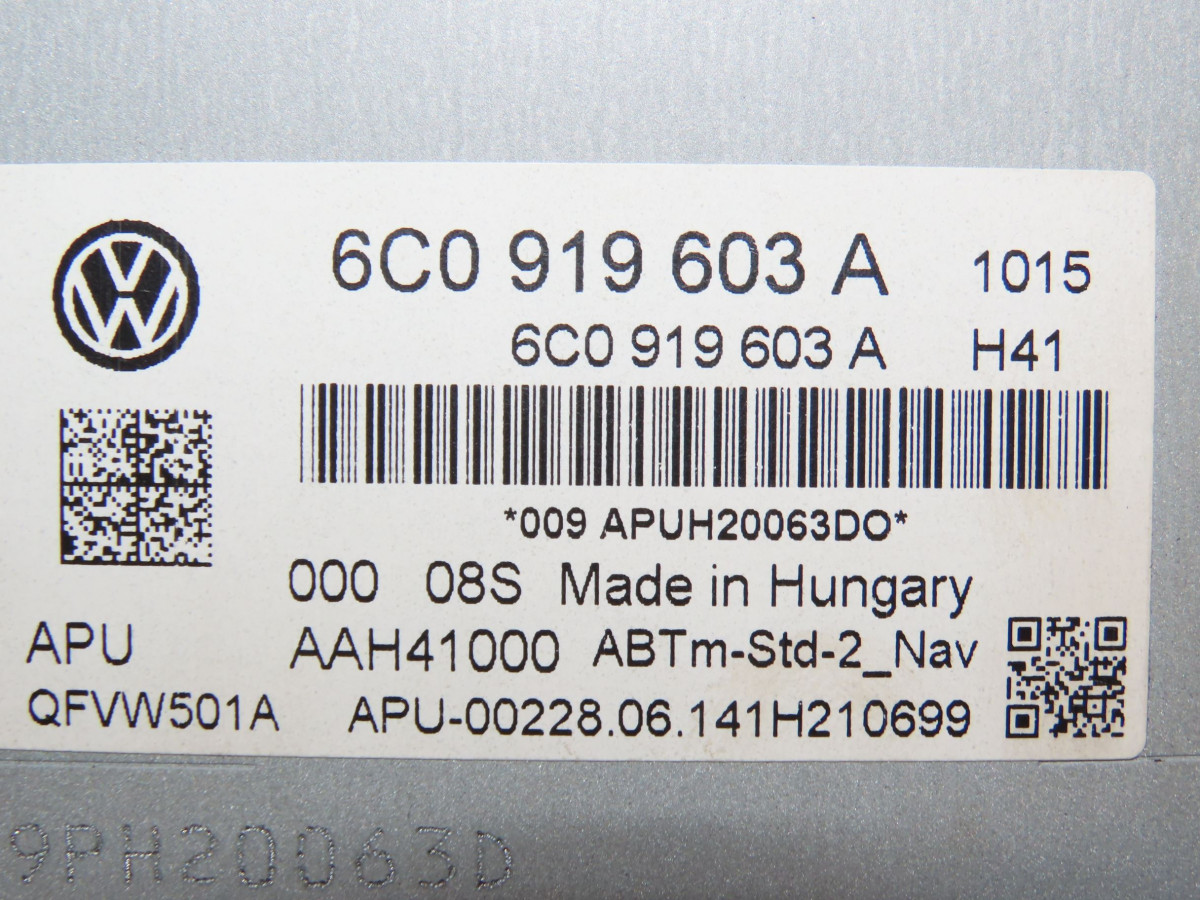 6C0 919 603 A 1015
6C0 919 603 A H41
*009 APUH20063DO*
000 08S Made in Hungary
APU AAH41000 ABTm-Std-2_Nav
QFVW501A APU-00228.06.141H210699
9PH20063D